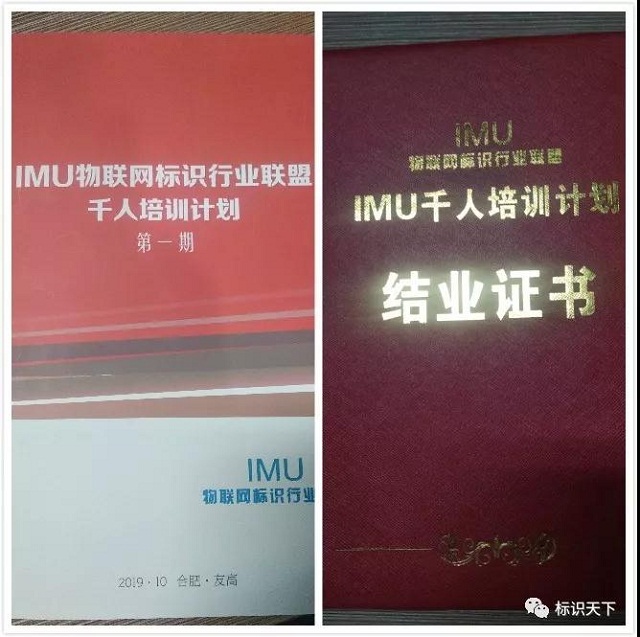 IMU物联网标识行业联盟
千人培训计划
第一期
IMU
物联网标识行业
2019·10 合肥·友高
IMU
物联网标识行业联盟
IMU千人培训计划
结业证书
标识天下